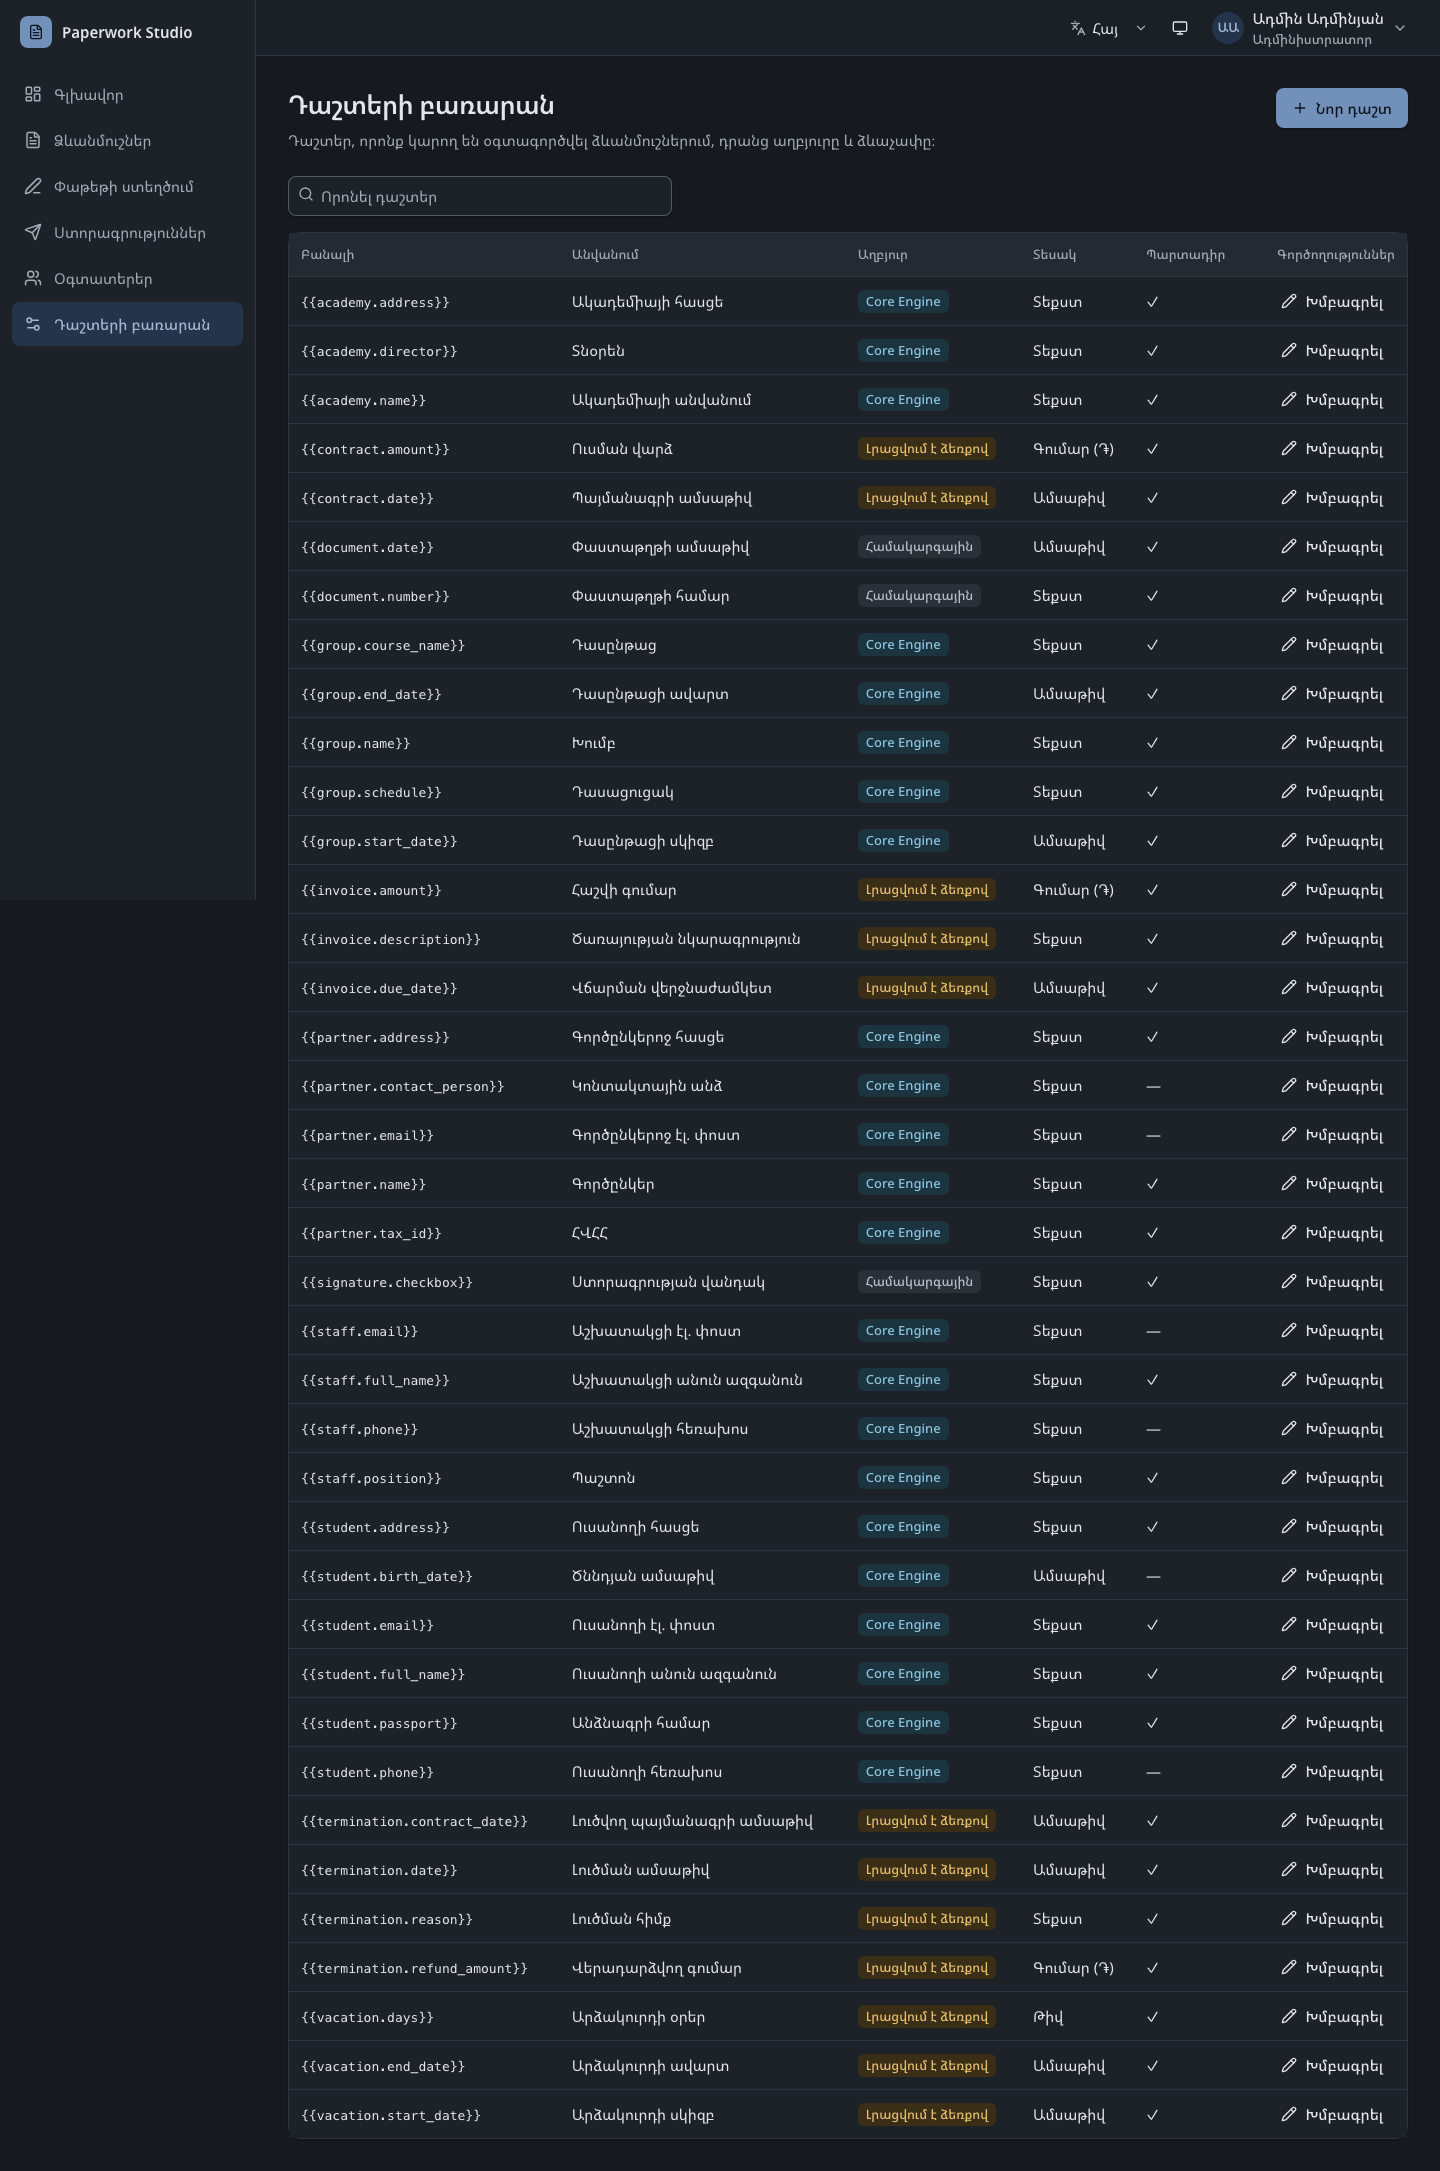 Paperwork Studio
Հայ
ԱԱ
Ադմին Ադմինյան
Ադմինիստրատոր
Գլխավոր
Ձևանմուշներ
Փաթեթի ստեղծում
Ստորագրություններ
Օգտատերեր
Դաշտերի բառարան
Դաշտերի բառարան
Նոր դաշտ
Դաշտեր, որոնք կարող են օգտագործվել ձևանմուշներում, դրանց աղբյուրը և ձևաչափը:
Որոնել դաշտեր
Բանալի Անվանում Աղբյուր Տեսակ Պարտադիր Գործողություններ
{{academy.address}} Ակադեմիայի հասցե Core Engine Տեքստ ✓ Խմբագրել
{{academy.director}} Տնօրեն Core Engine Տեքստ ✓ Խմբագրել
{{academy.name}} Ակադեմիայի անվանում Core Engine Տեքստ ✓ Խմբագրել
{{contract.amount}} Ուսման վարձ Լրացվում է ձեռքով Գումար (֏) ✓ Խմբագրել
{{contract.date}} Պայմանագրի ամսաթիվ Լրացվում է ձեռքով Ամսաթիվ ✓ Խմբագրել
{{document.date}} Փաստաթղթի ամսաթիվ Համակարգային Ամսաթիվ ✓ Խմբագրել
{{document.number}} Փաստաթղթի համար Համակարգային Տեքստ ✓ Խմբագրել
{{group.course_name}} Դասընթաց Core Engine Տեքստ ✓ Խմբագրել
{{group.end_date}} Դասընթացի ավարտ Core Engine Ամսաթիվ ✓ Խմբագրել
{{group.name}} Խումբ Core Engine Տեքստ ✓ Խմբագրել
{{group.schedule}} Դասացուցակ Core Engine Տեքստ ✓ Խմբագրել
{{group.start_date}} Դասընթացի սկիզբ Core Engine Ամսաթիվ ✓ Խմբագրել
{{invoice.amount}} Հաշվի գումար Լրացվում է ձեռքով Գումար (֏) ✓ Խմբագրել
{{invoice.description}} Ծառայության նկարագրություն Լրացվում է ձեռքով Տեքստ ✓ Խմբագրել
{{invoice.due_date}} Վճարման վերջնաժամկետ Լրացվում է ձեռքով Ամսաթիվ ✓ Խմբագրել
{{partner.address}} Գործընկերոջ հասցե Core Engine Տեքստ ✓ Խմբագրել
{{partner.contact_person}} Կոնտակտային անձ Core Engine Տեքստ — Խմբագրել
{{partner.email}} Գործընկերոջ էլ. փոստ Core Engine Տեքստ — Խմբագրել
{{partner.name}} Գործընկեր Core Engine Տեքստ ✓ Խմբագրել
{{partner.tax_id}} ՀՎՀՀ Core Engine Տեքստ ✓ Խմբագրել
{{signature.checkbox}} Ստորագրության վանդակ Համակարգային Տեքստ ✓ Խմբագրել
{{staff.email}} Աշխատակցի էլ. փոստ Core Engine Տեքստ — Խմբագրել
{{staff.full_name}} Աշխատակցի անուն ազգանուն Core Engine Տեքստ ✓ Խմբագրել
{{staff.phone}} Աշխատակցի հեռախոս Core Engine Տեքստ — Խմբագրել
{{staff.position}} Պաշտոն Core Engine Տեքստ ✓ Խմբագրել
{{student.address}} Ուսանողի հասցե Core Engine Տեքստ ✓ Խմբագրել
{{student.birth_date}} Ծննդյան ամսաթիվ Core Engine Ամսաթիվ — Խմբագրել
{{student.email}} Ուսանողի էլ. փոստ Core Engine Տեքստ ✓ Խմբագրել
{{student.full_name}} Ուսանողի անուն ազգանուն Core Engine Տեքստ ✓ Խմբագրել
{{student.passport}} Անձնագրի համար Core Engine Տեքստ ✓ Խմբագրել
{{student.phone}} Ուսանողի հեռախոս Core Engine Տեքստ — Խմբագրել
{{termination.contract_date}} Լուծվող պայմանագրի ամսաթիվ Լրացվում է ձեռքով Ամսաթիվ ✓ Խմբագրել
{{termination.date}} Լուծման ամսաթիվ Լրացվում է ձեռքով Ամսաթիվ ✓ Խմբագրել
{{termination.reason}} Լուծման հիմք Լրացվում է ձեռքով Տեքստ ✓ Խմբագրել
{{termination.refund_amount}} Վերադարձվող գումար Լրացվում է ձեռքով Գումար (֏) ✓ Խմբագրել
{{vacation.days}} Արձակուրդի օրեր Լրացվում է ձեռքով Թիվ ✓ Խմբագրել
{{vacation.end_date}} Արձակուրդի ավարտ Լրացվում է ձեռքով Ամսաթիվ ✓ Խմբագրել
{{vacation.start_date}} Արձակուրդի սկիզբ Լրացվում է ձեռքով Ամսաթիվ ✓ Խմբագրել